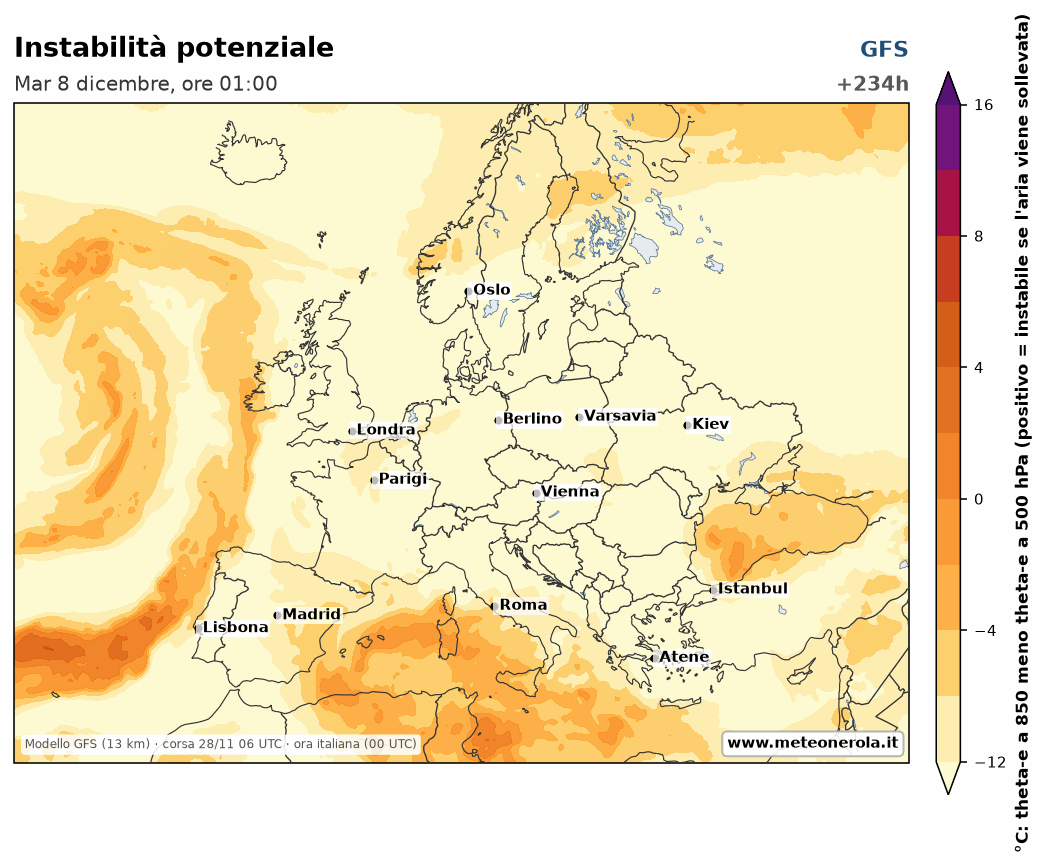 Instabilità potenziale
GFS
Mar 8 dicembre, ore 01:00
+234h
Oslo
Berlino
Varsavia
Kiev
Londra
Parigi
Vienna
Istanbul
Roma
Madrid
Lisbona
Atene
Modello GFS (13 km) · corsa 28/11 06 UTC · ora italiana (00 UTC)
www.meteonerola.it
16
8
4
0
−4
−12
°C: theta-e a 850 meno theta-e a 500 hPa (positivo = instabile se l'aria viene sollevata)